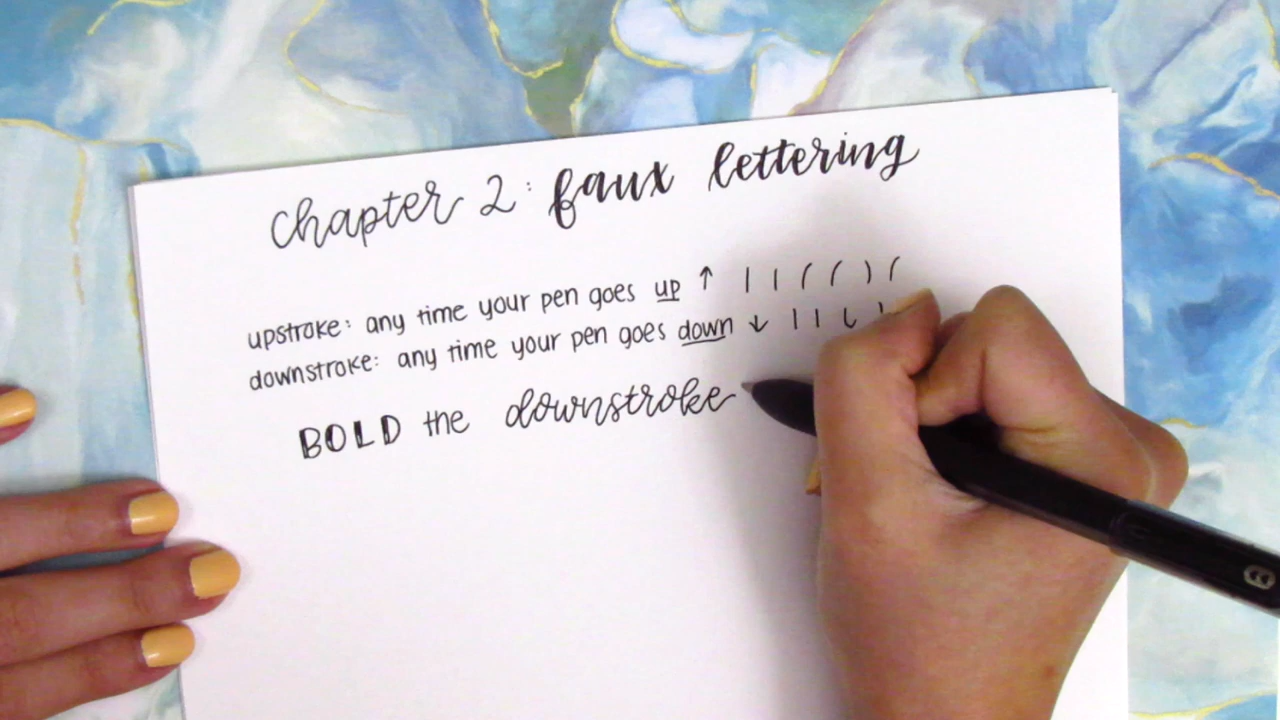 chapter 2: faux lettering
upstroke: any time your pen goes up ↑
downstroke: any time your pen goes down ↓
BOLD the downstroke
8